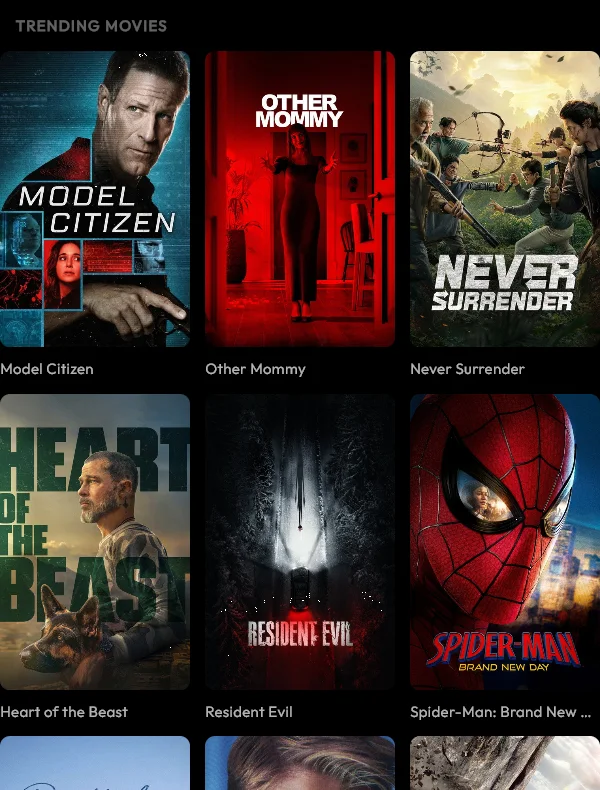 TRENDING MOVIES
MODEL
CITIZEN
OTHER
MOMMY
NEVER
SURRENDER
Model Citizen
Other Mommy
Never Surrender
HEART
OF
THE
BEAST
RESIDENT EVIL
SPIDER-MAN
BRAND NEW DAY
Heart of the Beast
Resident Evil
Spider-Man: Brand New ...